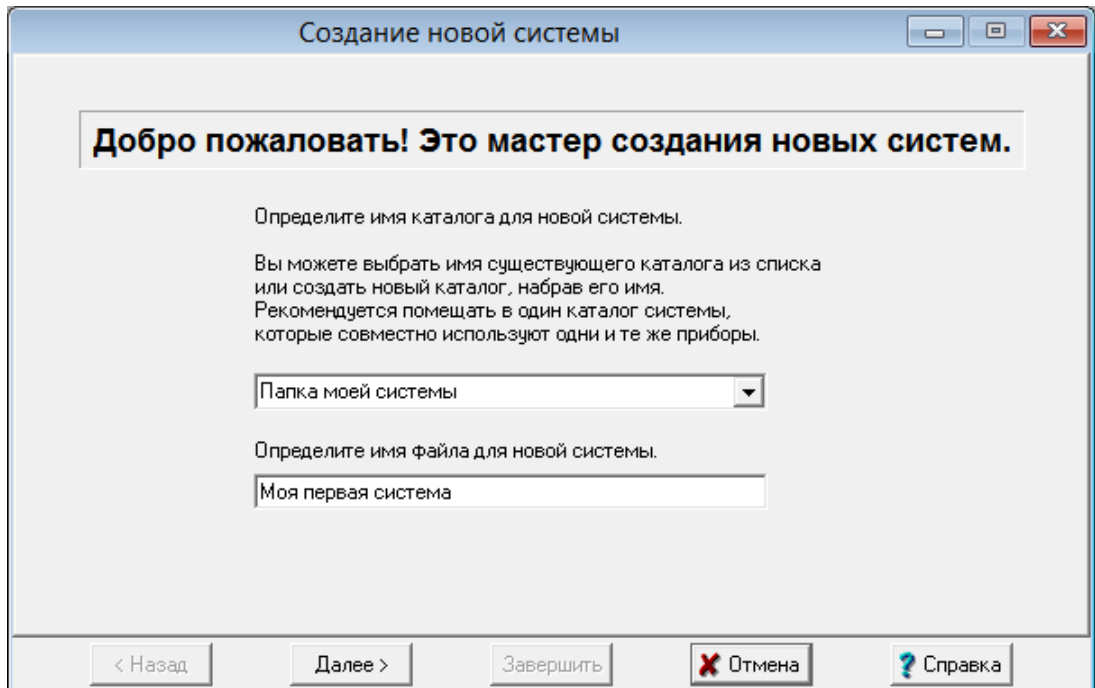 Создание новой системы
Добро пожаловать! Это мастер создания новых систем.
Определите имя каталога для новой системы.
Вы можете выбрать имя существующего каталога из списка
или создать новый каталог, набрав его имя.
Рекомендуется помещать в один каталог системы,
которые совместно используют одни и те же приборы.
Папка моей системы
Определите имя файла для новой системы.
Моя первая система
< Назад
Далее >
Завершить
Отмена
? Справка